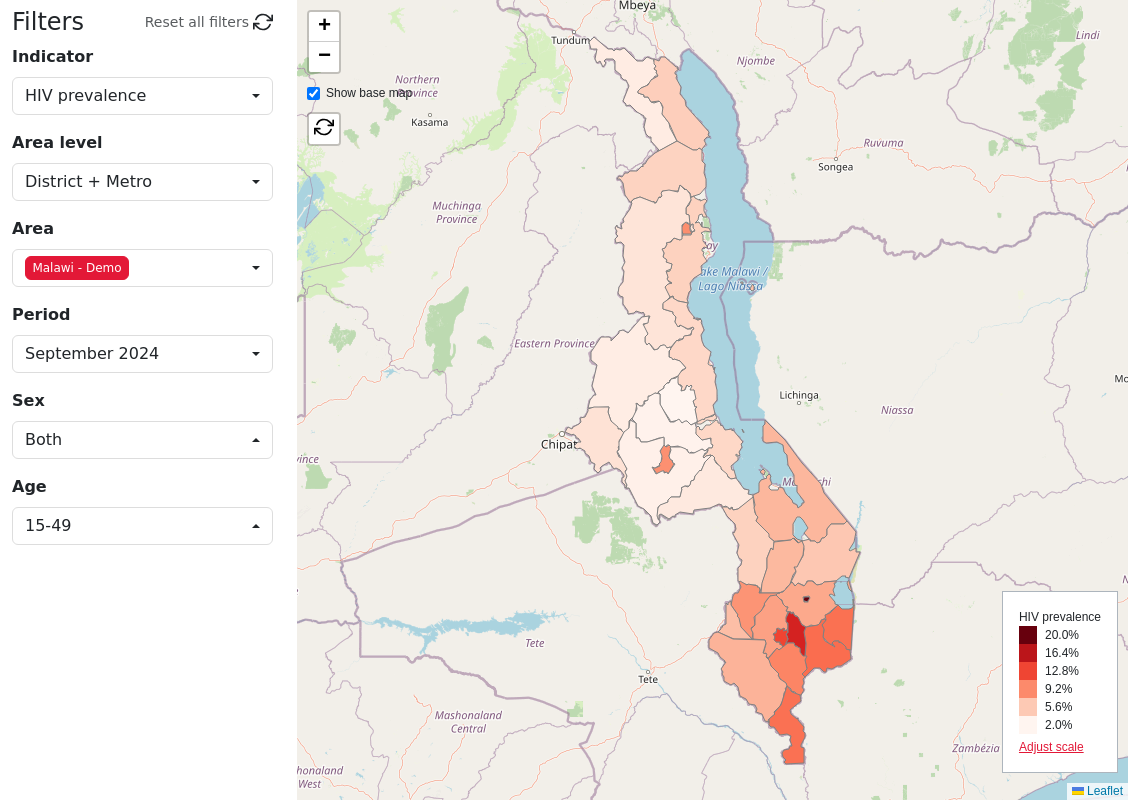 Filters
Reset all filters
Indicator
HIV prevalence
Area level
District + Metro
Area
Malawi - Demo
Period
September 2024
Sex
Both
Age
15-49
+
−
Show base map
Mbeya
Tundum
Njombe
Lindi
Northern
Province
Kasama
Ruvuma
Songea
Muchinga
Province
ay
ake Malawi /
Lago Niassa
Eastern Province
Lichinga
Mo
Niassa
Chipat
vince
Tete
Tete
Mashonaland
Central
honaland
West
Zambézia
N
HIV prevalence
20.0%
16.4%
12.8%
9.2%
5.6%
2.0%
Adjust scale
Leaflet